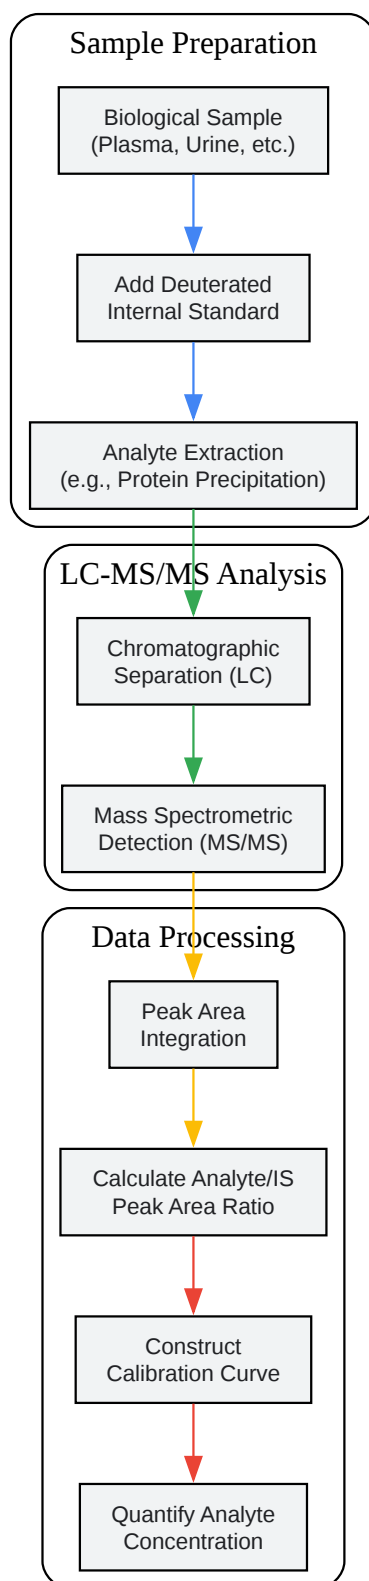 Sample Preparation
Biological Sample
(Plasma, Urine, etc.)
Add Deuterated
Internal Standard
Analyte Extraction
(e.g., Protein Precipitation)
LC-MS/MS Analysis
Chromatographic
Separation (LC)
Mass Spectrometric
Detection (MS/MS)
Data Processing
Peak Area
Integration
Calculate Analyte/IS
Peak Area Ratio
Construct
Calibration Curve
Quantify Analyte
Concentration